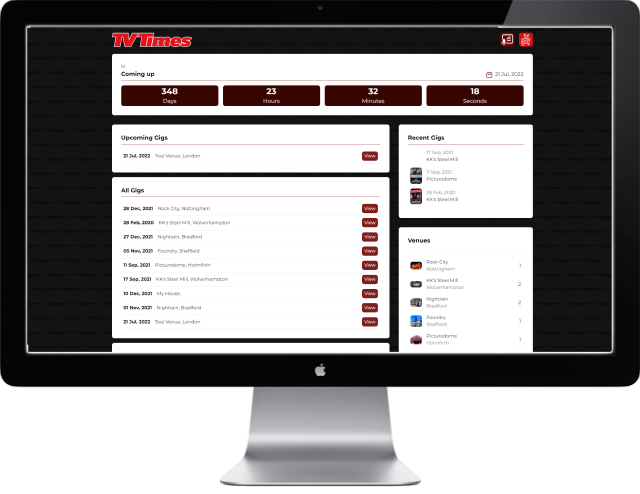 TVTimes
hi,
Coming up
21 Jul, 2022
348
Days
23
Hours
32
Minutes
18
Seconds
Upcoming Gigs
21 Jul, 2022 Test Venue, London View
All Gigs
28 Dec, 2021 Rock City, Nottingham View
28 Feb, 2020 KK's Steel Mill, Wolverhampton View
27 Dec, 2021 Nightrain, Bradford View
05 Nov, 2021 Foundry, Sheffield View
11 Sep, 2021 Picturedome, Holmfirth View
17 Sep, 2021 KK's Steel Mill, Wolverhampton View
10 Dec, 2021 My House, View
01 Nov, 2021 Nightrain, Bradford View
21 Jul, 2022 Test Venue, London View
Recent Gigs
17 Sep, 2021
KK's Steel Mill
11 Sep, 2021
Picturedome
28 Feb, 2020
KK's Steel Mill
Venues
Rock City 1
Nottingham
KK's Steel Mill 2
Wolverhampton
Nightrain 2
Bradford
Foundry 1
Sheffield
Picturedome 1
Holmfirth